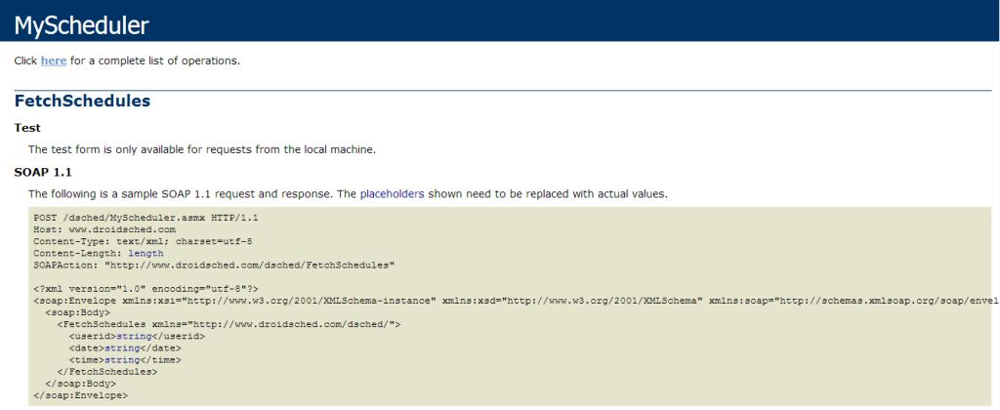 MyScheduler
Click here for a complete list of operations.
FetchSchedules
Test
The test form is only available for requests from the local machine.
SOAP 1.1
The following is a sample SOAP 1.1 request and response. The placeholders shown need to be replaced with actual values.
POST /dsched/MyScheduler.asmx HTTP/1.1
Host: www.droidsched.com
Content-Type: text/xml; charset=utf-8
Content-Length: length
SOAPAction: "http://www.droidsched.com/dsched/FetchSchedules"
<?xml version="1.0" encoding="utf-8"?>
<soap:Envelope xmlns:xsi="http://www.w3.org/2001/XMLSchema-instance" xmlns:xsd="http://www.w3.org/2001/XMLSchema" xmlns:soap="http://schemas.xmlsoap.org/soap/envel
<soap:Body>
<FetchSchedules xmlns="http://www.droidsched.com/dsched/">
<userid>string</userid>
<date>string</date>
<time>string</time>
</FetchSchedules>
</soap:Body>
</soap:Envelope>